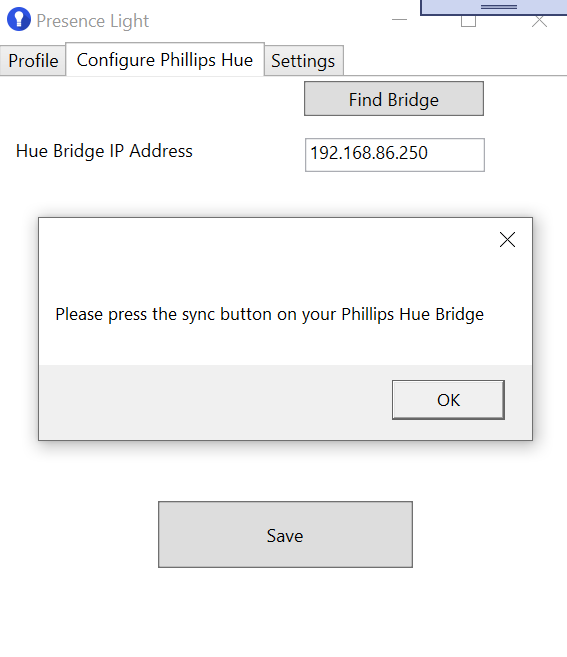 Presence Light
Profile
Configure Phillips Hue
Settings
Find Bridge
Hue Bridge IP Address
192.168.86.250
Please press the sync button on your Phillips Hue Bridge
OK
Save